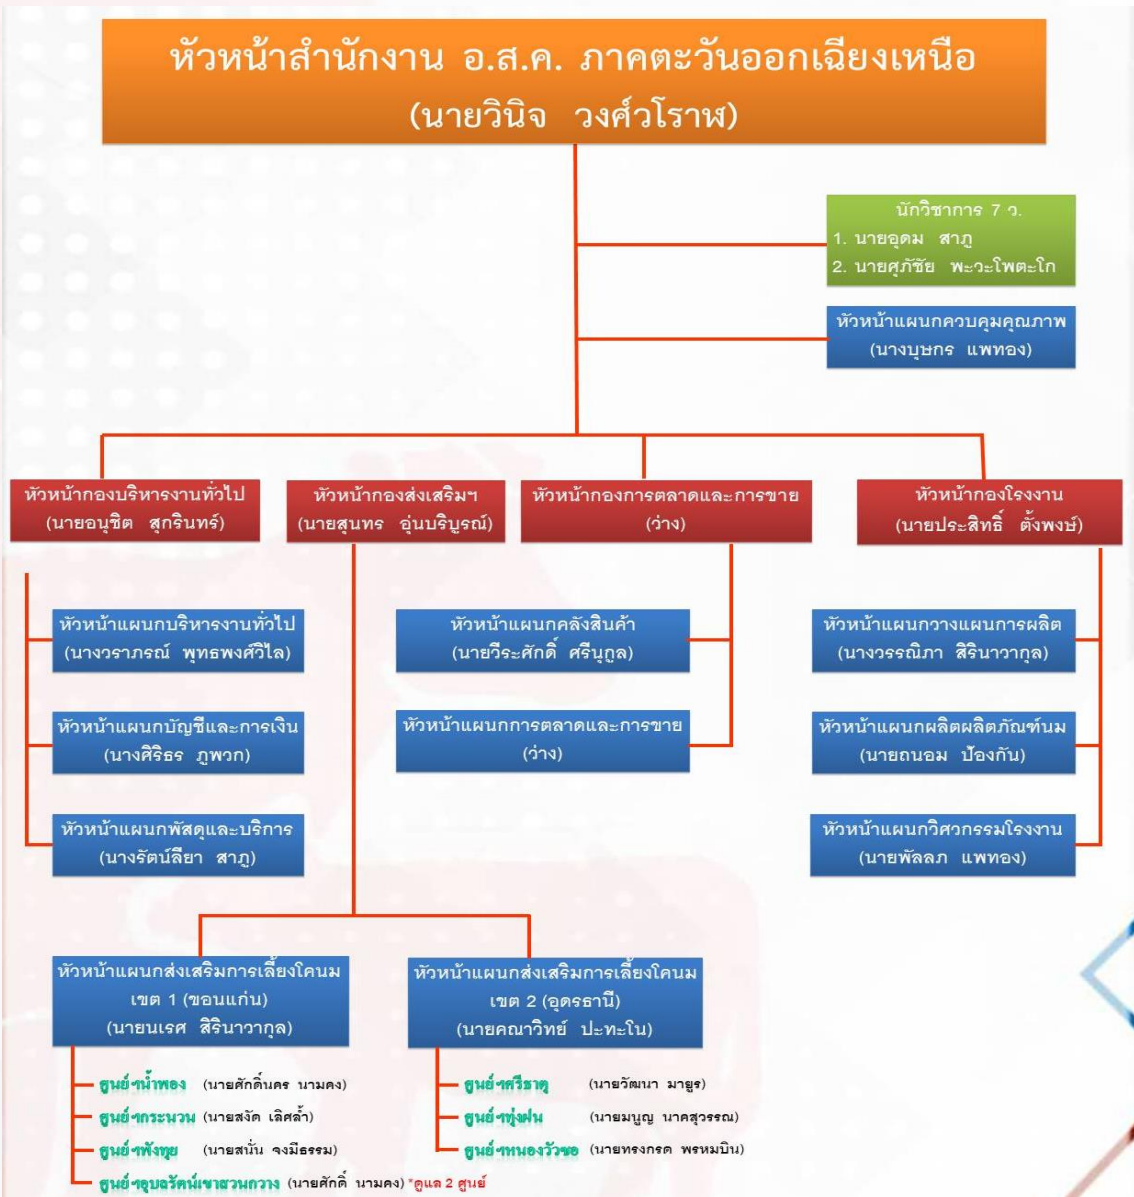 หัวหน้าสำนักงาน อ.ส.ค. ภาคตะวันออกเฉียงเหนือ
(นายวินิจ วงศ์วโราฬ)
นักวิชาการ 7 ว.
1. นายอุดม สาภู
2. นายศุภัชัย พะวะโพตะโก
หัวหน้าแผนกควบคุมคุณภาพ
(นางบุษกร แพทอง)
หัวหน้ากองบริหารงานทั่วไป
(นายอนุชิต สุกรินทร์)
หัวหน้ากองส่งเสริมฯ
(นายสุนทร อุ่นบริบูรณ์)
หัวหน้ากองการตลาดและการขาย
(ว่าง)
หัวหน้ากองโรงงาน
(นายประสิทธิ์ ตั้งพงษ์)
หัวหน้าแผนกบริหารงานทั่วไป
(นางวราภรณ์ พุทธพงศ์วิไล)
หัวหน้าแผนกคลังสินค้า
(นายวีระศักดิ์ ศรีนุกูล)
หัวหน้าแผนกวางแผนการผลิต
(นางวรรณิภา สิรินาวากุล)
หัวหน้าแผนกบัญชีและการเงิน
(นางศิริธร ภูพวก)
หัวหน้าแผนกการตลาดและการขาย
(ว่าง)
หัวหน้าแผนกผลิตผลิตภัณฑ์นม
(นายถนอม ป้องกัน)
หัวหน้าแผนกพัสดุและบริการ
(นางรัตน์ลียา สาภู)
หัวหน้าแผนกวิศวกรรมโรงงาน
(นายพัลลภ แพทอง)
หัวหน้าแผนกส่งเสริมการเลี้ยงโคนม
เขต 1 (ขอนแก่น)
(นายนเรศ สิรินาวากุล)
หัวหน้าแผนกส่งเสริมการเลี้ยงโคนม
เขต 2 (อุดรธานี)
(นายคณาวิทย์ ปะทะโน)
ศูนย์ฯน้ำพอง (นายศักดิ์นคร นามคง)
ศูนย์ฯกระนวน (นายสงัด เลิศล้ำ)
ศูนย์ฯพังทุย (นายสนั่น จงมีธรรม)
ศูนย์ฯอุบลรัตน์เขาสวนกวาง (นายศักดิ์ นามคง) *ดูแล 2 ศูนย์
ศูนย์ฯศรีธาตุ (นายวัฒนา มายูร)
ศูนย์ฯทุ่งฝน (นายมนูญ นาคสุวรรณ)
ศูนย์ฯหนองวัวซอ (นายทรงกรด พรหมบิน)